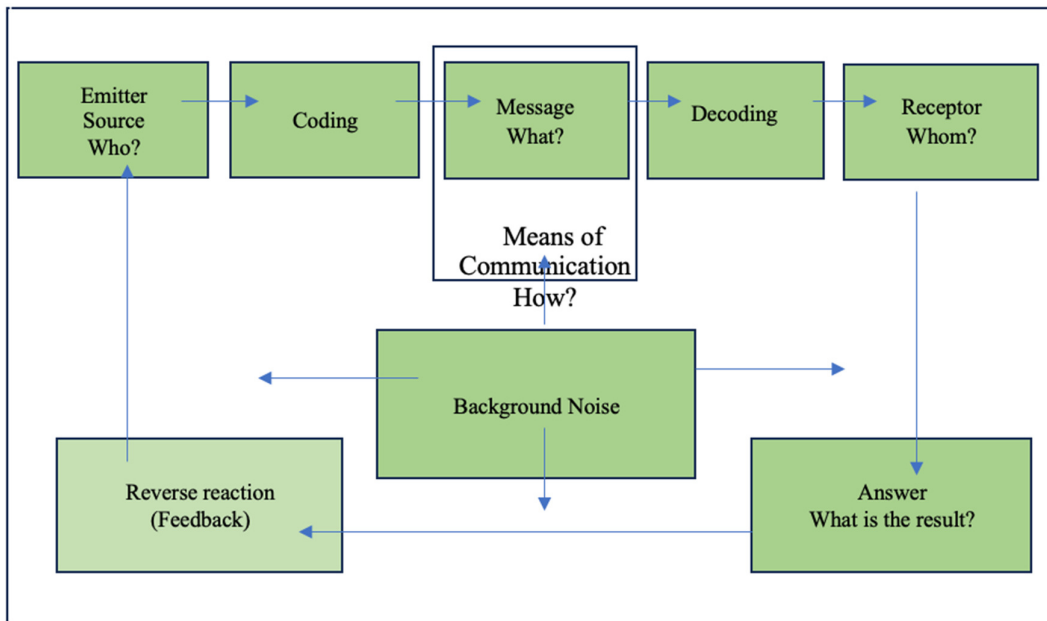 Emitter
Source
Who?
Coding
Message
What?
Decoding
Receptor
Whom?
Means of
Communication
How?
Background Noise
Reverse reaction
(Feedback)
Answer
What is the result?